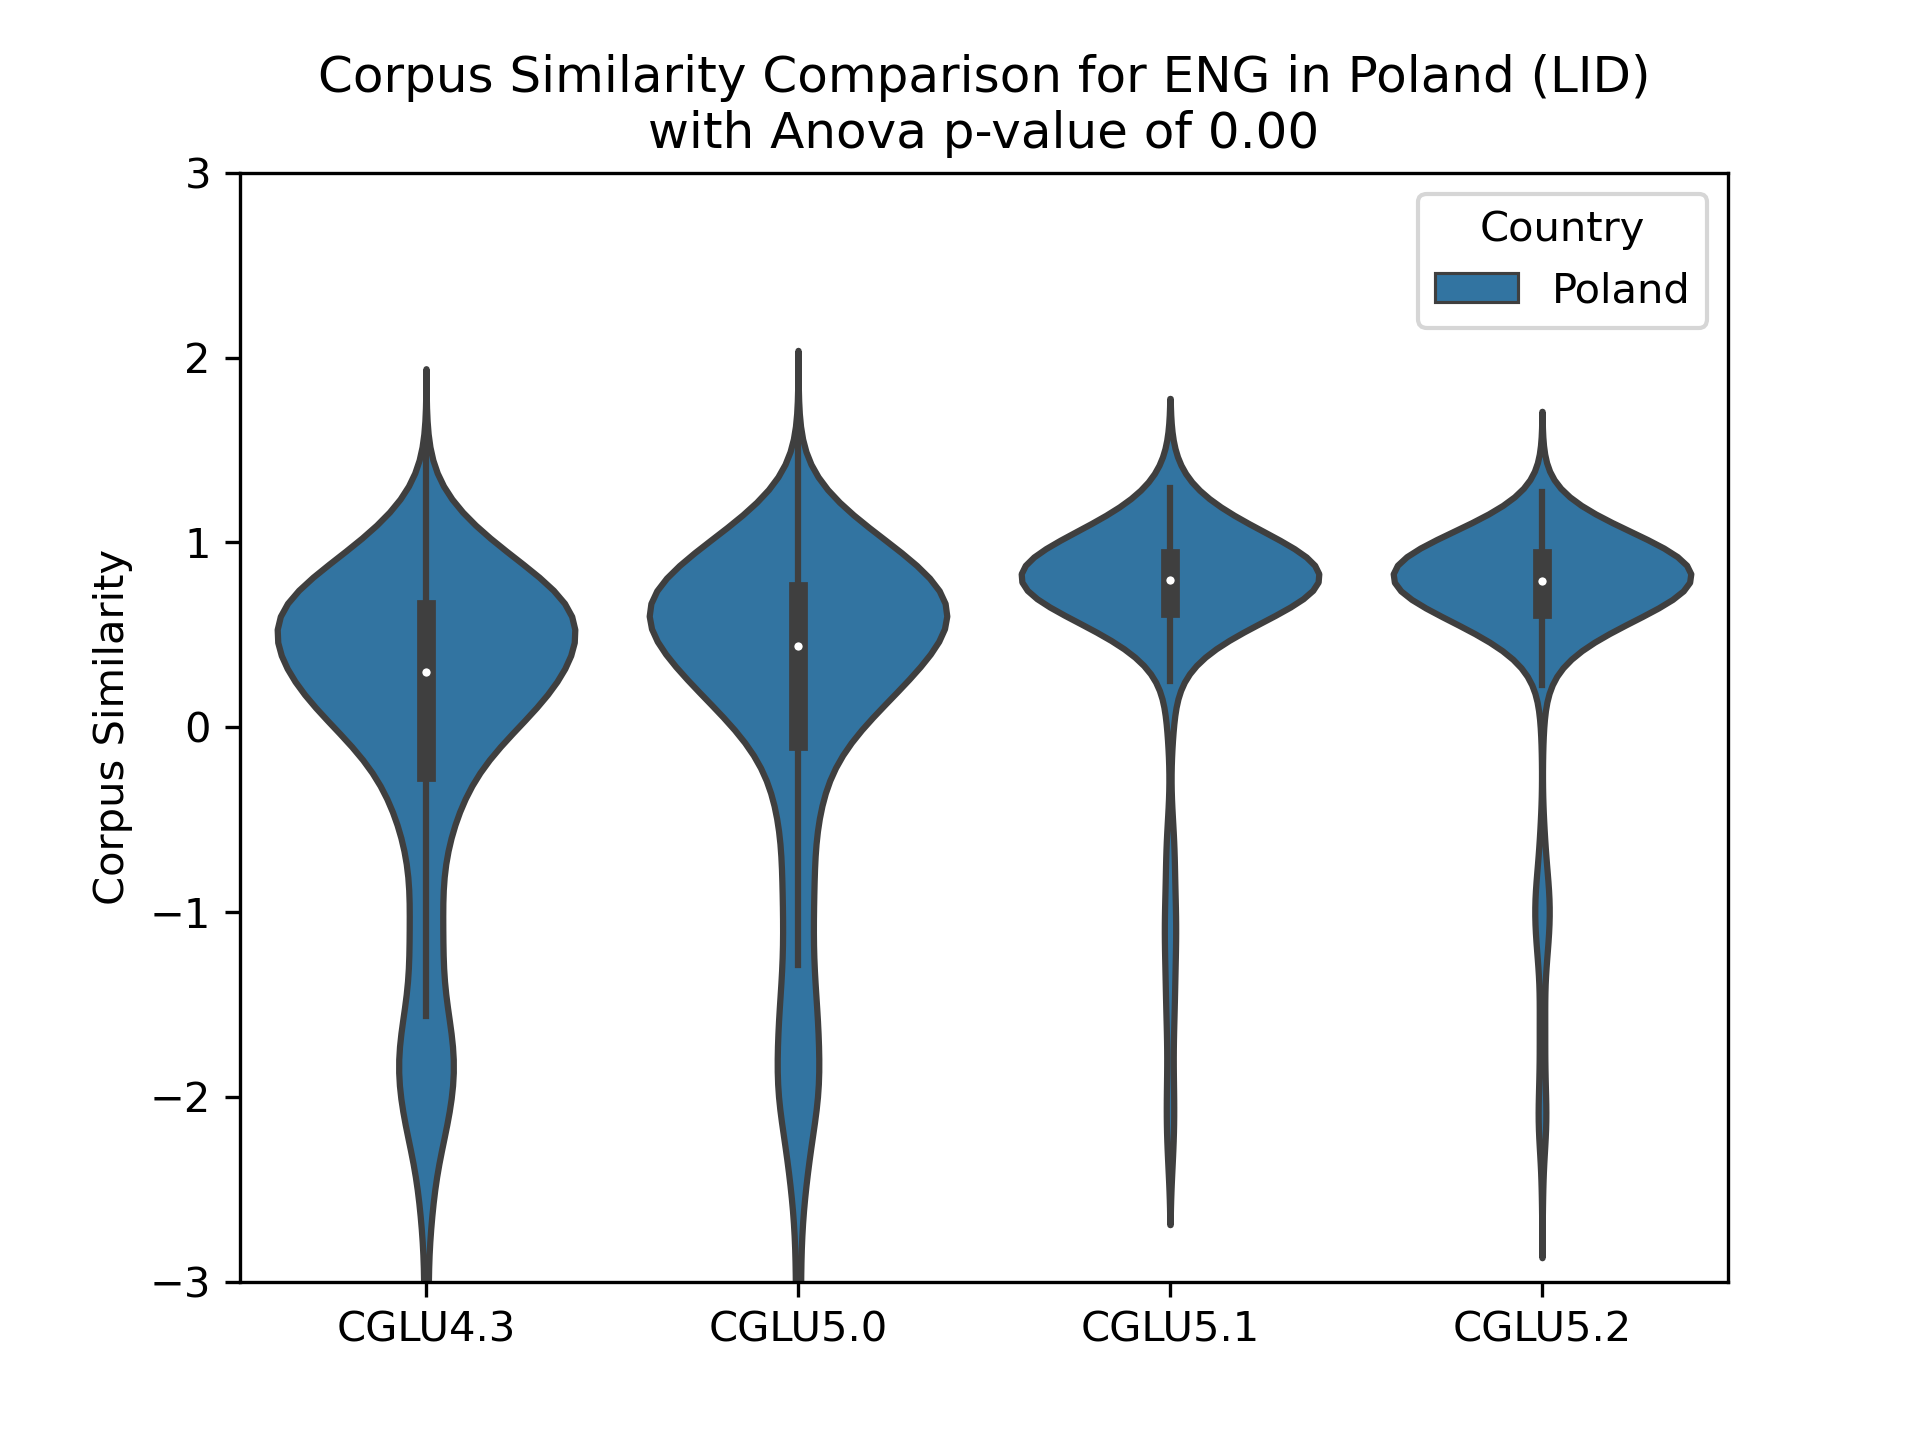 Corpus Similarity Comparison for ENG in Poland (LID)
with Anova p-value of 0.00
Country
Poland
Corpus Similarity
3
2
1
0
−1
−2
−3
CGLU4.3
CGLU5.0
CGLU5.1
CGLU5.2